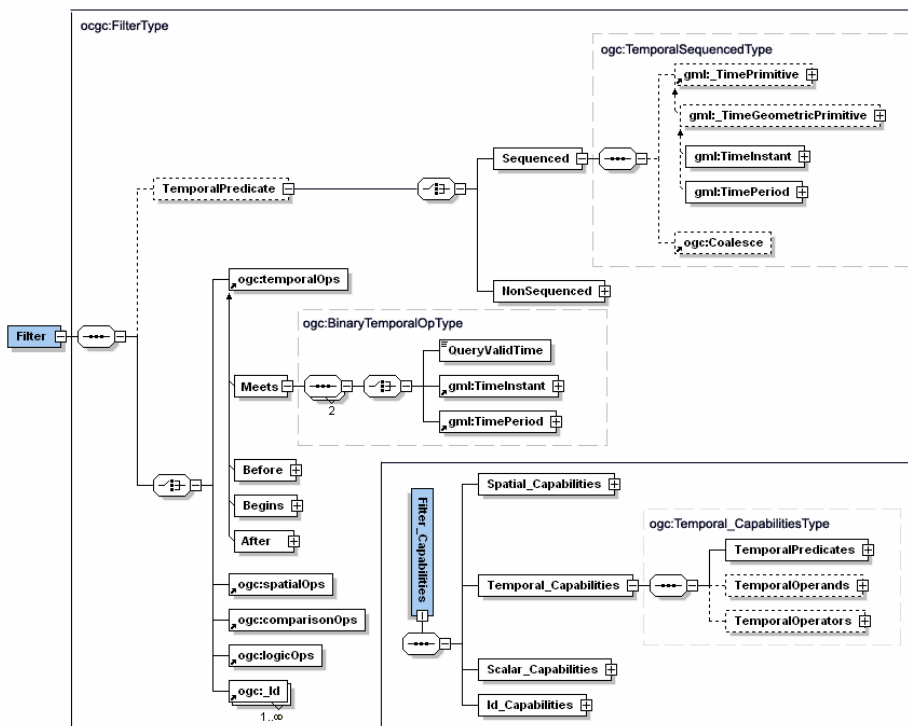 ocgc:FilterType
ogc:TemporalSequencedType
gml:_TimePrimitive
gml:_TimeGeometricPrimitive
gml:TimeInstant
gml:TimePeriod
ogc:Coalesce
Sequenced
TemporalPredicate
NonSequenced
ogc:temporalOps
ogc:BinaryTemporalOpType
QueryValidTime
gml:TimeInstant
gml:TimePeriod
2
Filter
Meets
Before
Begins
After
ogc:spatialOps
ogc:comparisonOps
ogc:logicOps
ogc:_Id
1..∞
Filter_Capabilities
Spatial_Capabilities
ogc:Temporal_CapabilitiesType
Temporal_Capabilities
TemporalPredicates
TemporalOperands
TemporalOperators
Scalar_Capabilities
Id_Capabilities